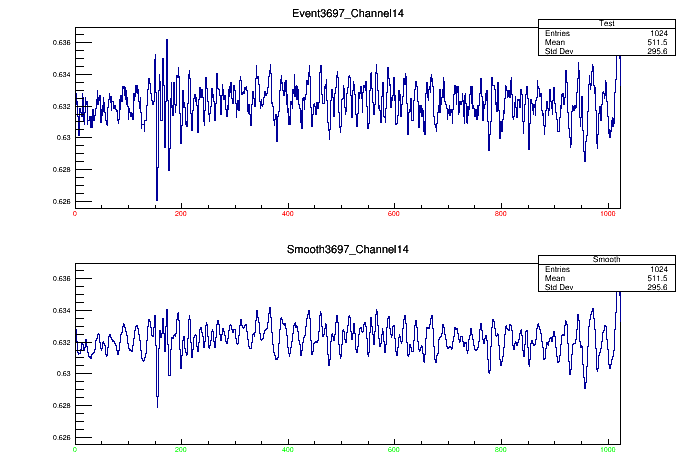 Event3697_Channel14
Test
Entries 1024
Mean 511.5
Std Dev 295.6
0.636
0.634
0.632
0.63
0.628
0.626
0 200 400 600 800 1000
Smooth3697_Channel14
Smooth
Entries 1024
Mean 511.5
Std Dev 295.6
0.636
0.634
0.632
0.63
0.628
0.626
0 200 400 600 800 1000